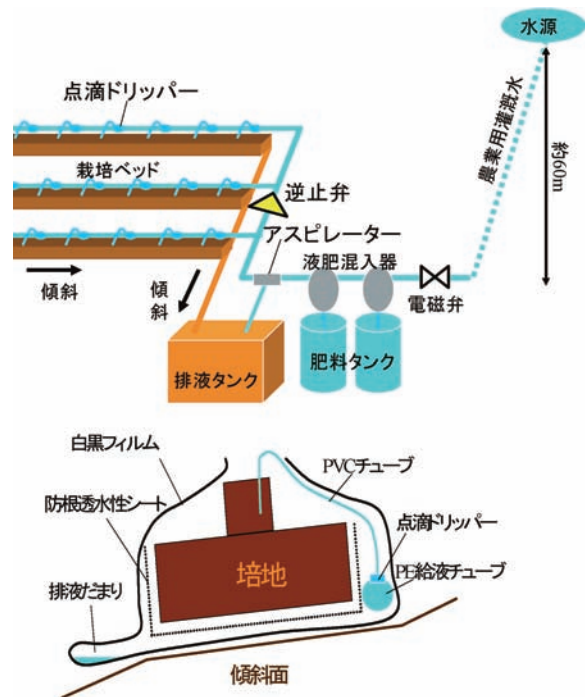 水源
点滴ドリッパー
農業用灌漑水
約60m
栽培ベッド
逆止弁
アスピレーター
液肥混入器
傾斜
傾斜
電磁弁
排液タンク
肥料タンク
白黒フィルム
PVCチューブ
防根透水性シート
点滴ドリッパー
培地
PE給液チューブ
排液だまり
傾斜面